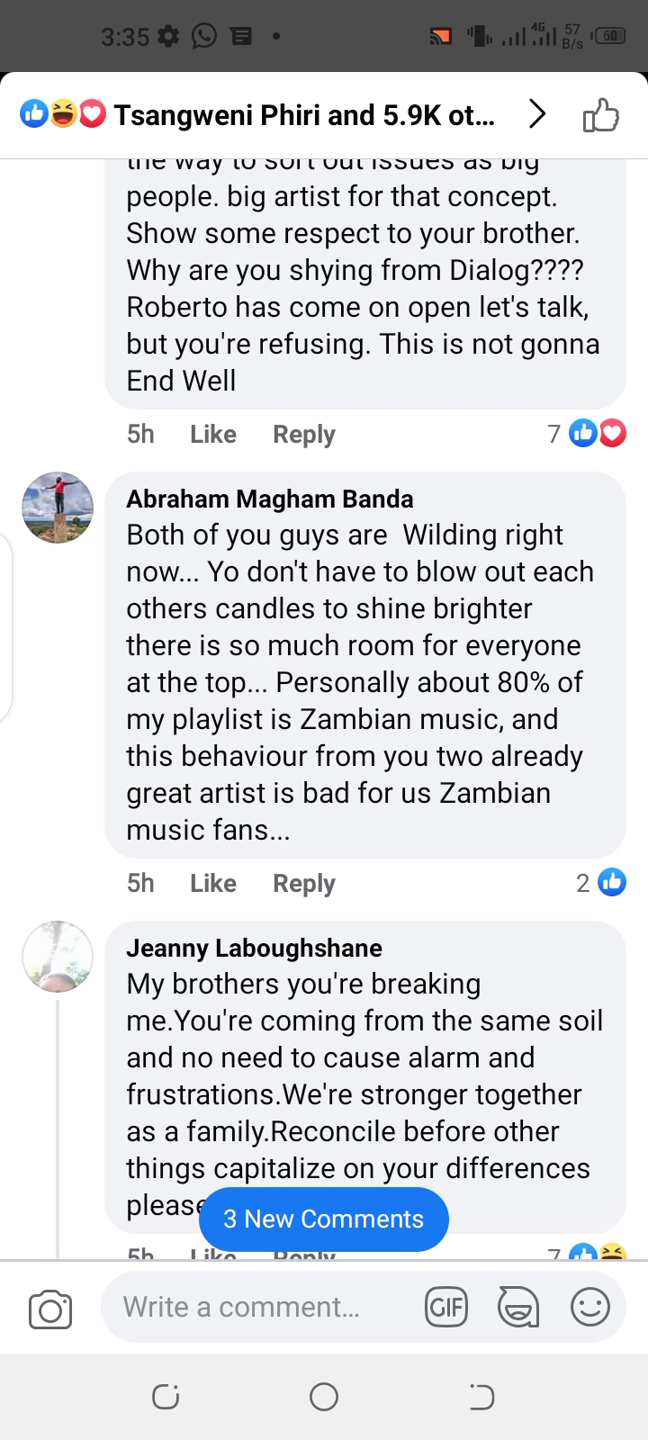 3:35
4G
57
B/s
60
Tsangweni Phiri and 5.9K ot...
the way to sort out issues as big
people. big artist for that concept.
Show some respect to your brother.
Why are you shying from Dialog????
Roberto has come on open let's talk,
but you're refusing. This is not gonna
End Well
5h Like Reply 7
Abraham Magham Banda
Both of you guys are  Wilding right
now... Yo don't have to blow out each
others candles to shine brighter
there is so much room for everyone
at the top... Personally about 80% of
my playlist is Zambian music, and
this behaviour from you two already
great artist is bad for us Zambian
music fans...
5h Like Reply 2
Jeanny Laboughshane
My brothers you're breaking
me.You're coming from the same soil
and no need to cause alarm and
frustrations.We're stronger together
as a family.Reconcile before other
things capitalize on your differences
please
3 New Comments
5h Like Reply 7
Write a comment...
GIF